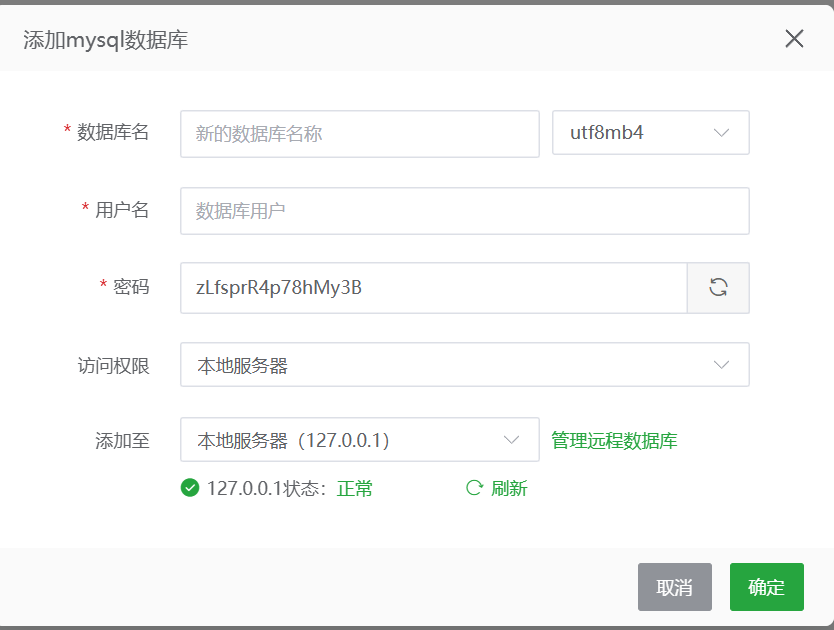 添加mysql数据库
* 数据库名 新的数据库名称 utf8mb4
* 用户名 数据库用户
* 密码 zLfsprR4p78hMy3B
访问权限 本地服务器
添加至 本地服务器（127.0.0.1） 管理远程数据库
127.0.0.1状态：正常 刷新
取消 确定